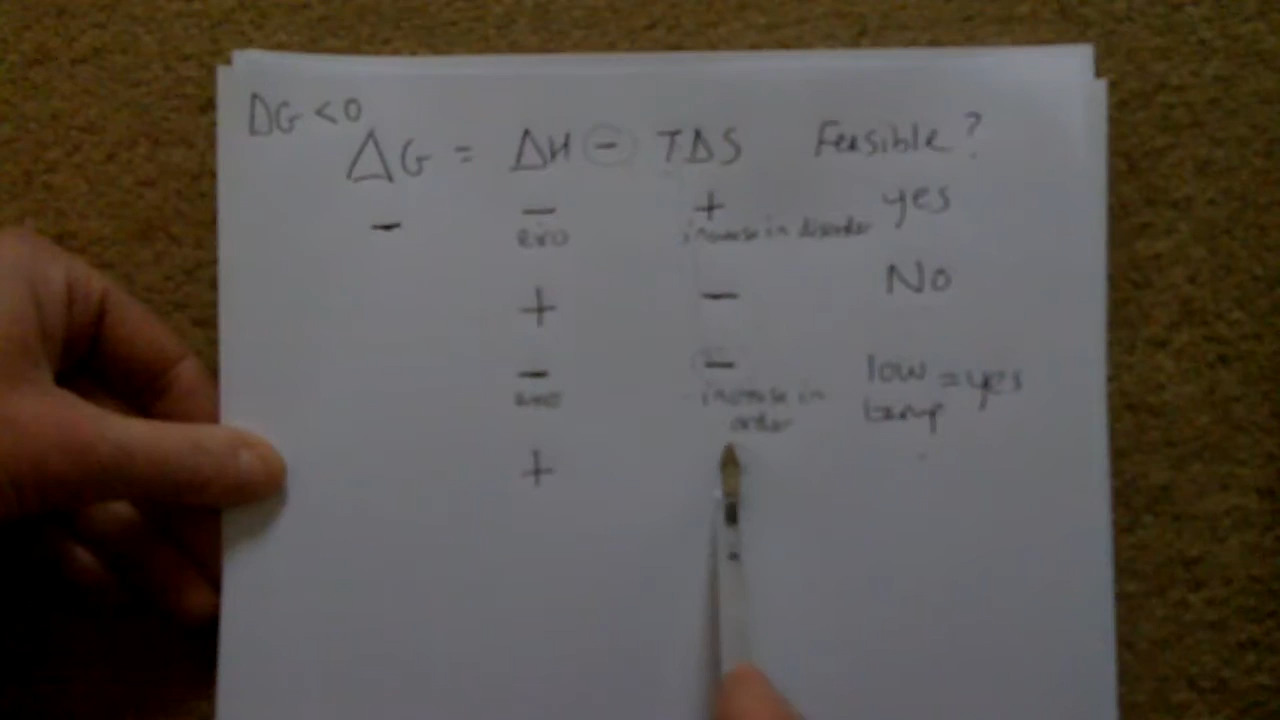 ΔG < 0
ΔG = ΔH - TΔS Feasible?
- - + yes
exo increase in disorder
+ - No
- - low temp = yes
exo increase in order
+